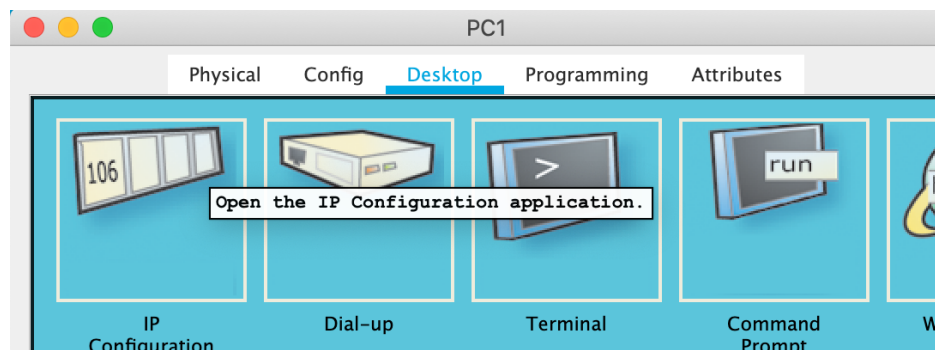 PC1
Physical Config Desktop Programming Attributes
106
>
run
Open the IP Configuration application.
IP
Configuration
Dial-up
Terminal
Command
Prompt
W